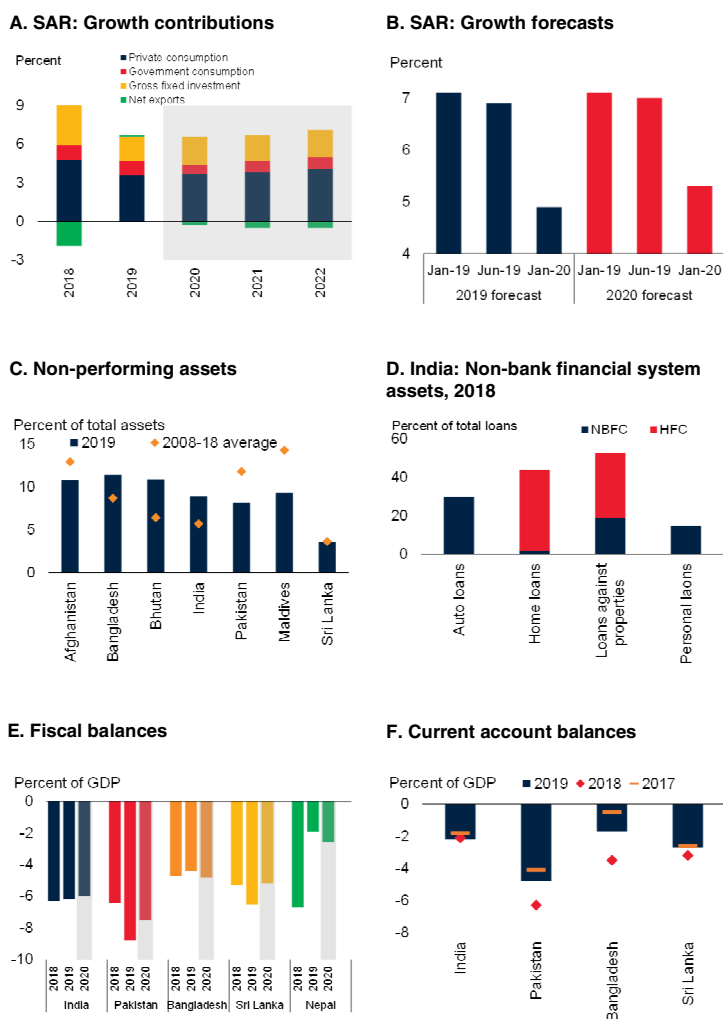 A. SAR: Growth contributions
Percent
Private consumption
Government consumption
Gross fixed investment
Net exports
9
6
3
0
-3
2018
2019
2020
2021
2022
B. SAR: Growth forecasts
Percent
7
6
5
4
Jan-19 Jun-19 Jan-20 Jan-19 Jun-19 Jan-20
2019 forecast 2020 forecast
C. Non-performing assets
Percent of total assets
2019 2008-18 average
15
10
5
0
Afghanistan
Bangladesh
Bhutan
India
Pakistan
Maldives
Sri Lanka
D. India: Non-bank financial system
assets, 2018
Percent of total loans
NBFC HFC
60
40
20
0
Auto loans
Home loans
Loans against
properties
Personal laons
E. Fiscal balances
Percent of GDP
0
-2
-4
-6
-8
-10
2018 2019 2020 2018 2019 2020 2018 2019 2020 2018 2019 2020 2018 2019 2020
India Pakistan Bangladesh Sri Lanka Nepal
F. Current account balances
Percent of GDP 2019 2018 2017
0
-2
-4
-6
-8
India
Pakistan
Bangladesh
Sri Lanka